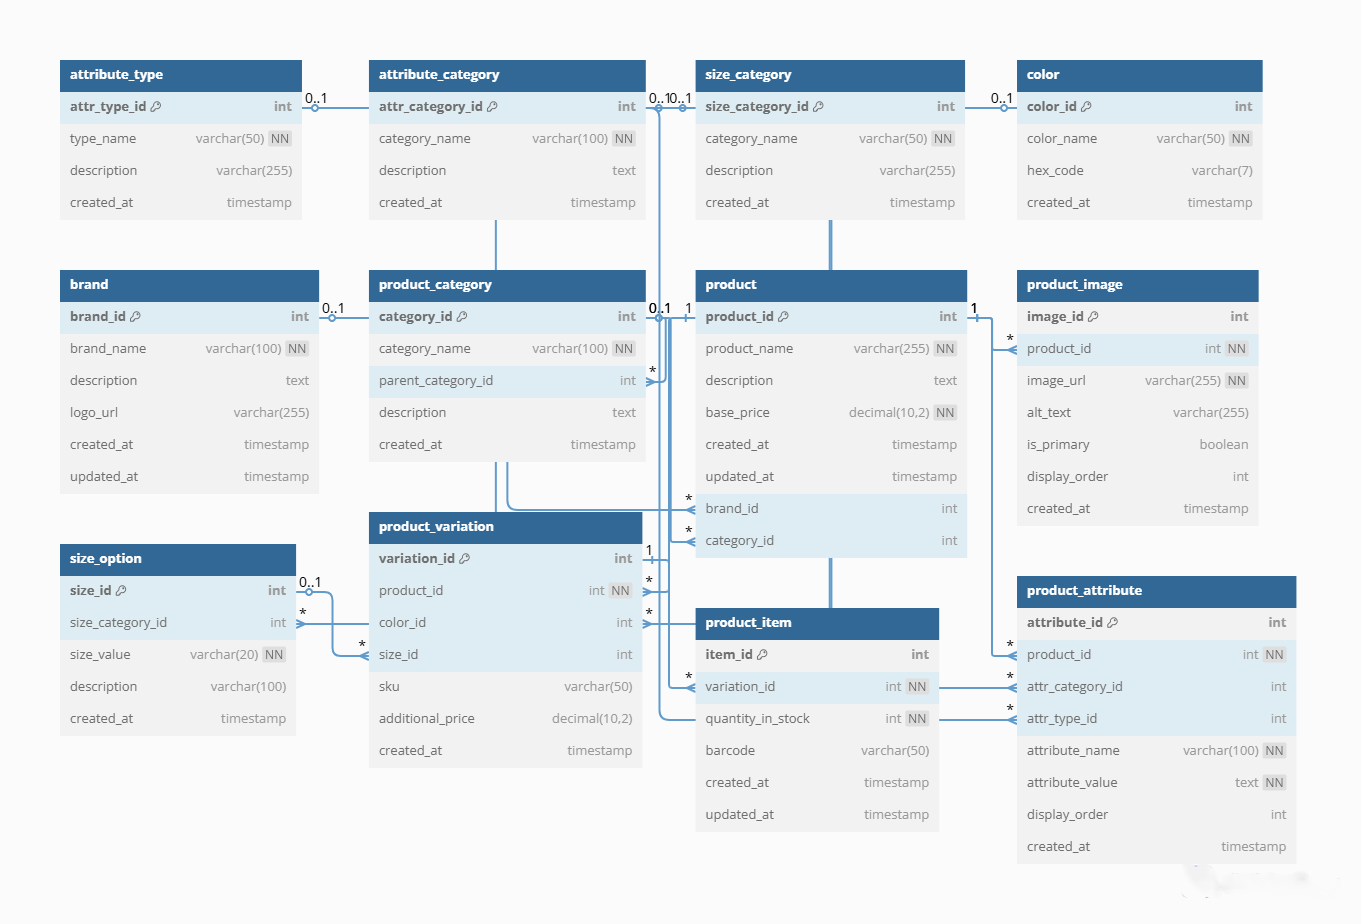 attribute_type
attr_type_id int
type_name varchar(50) NN
description varchar(255)
created_at timestamp
0..1
attribute_category
attr_category_id int
category_name varchar(100) NN
description text
created_at timestamp
0..1
0..1
size_category
size_category_id int
category_name varchar(50) NN
description varchar(255)
created_at timestamp
0..1
color
color_id int
color_name varchar(50) NN
hex_code varchar(7)
created_at timestamp
brand
brand_id int
brand_name varchar(100) NN
description text
logo_url varchar(255)
created_at timestamp
updated_at timestamp
0..1
product_category
category_id int
category_name varchar(100) NN
parent_category_id int
description text
created_at timestamp
0..1
*
1
product
product_id int
product_name varchar(255) NN
description text
base_price decimal(10,2) NN
created_at timestamp
updated_at timestamp
* brand_id int
* category_id int
1
product_image
image_id int
* product_id int NN
image_url varchar(255) NN
alt_text varchar(255)
is_primary boolean
display_order int
created_at timestamp
size_option
size_id int 0..1
size_category_id int *
size_value varchar(20) NN
description varchar(100)
created_at timestamp
product_variation
variation_id int 1
product_id int NN *
color_id int *
* size_id int
sku varchar(50)
additional_price decimal(10,2)
created_at timestamp
product_item
item_id int
* variation_id int NN
quantity_in_stock int NN
barcode varchar(50)
created_at timestamp
updated_at timestamp
product_attribute
attribute_id int
* product_id int NN
* attr_category_id int
* attr_type_id int
attribute_name varchar(100) NN
attribute_value text NN
display_order int
created_at timestamp